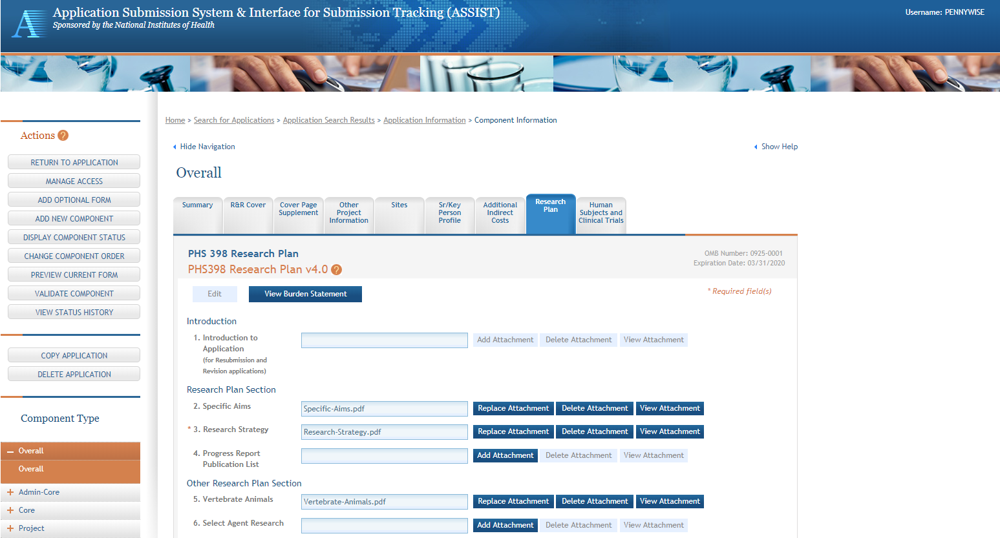 Application Submission System & Interface for Submission Tracking (ASSIST)
Sponsored by the National Institutes of Health
Username: PENNYWISE
A
Home > Search for Applications > Application Search Results > Application Information > Component Information
Hide Navigation
Show Help
Actions ?
RETURN TO APPLICATION
MANAGE ACCESS
ADD OPTIONAL FORM
ADD NEW COMPONENT
DISPLAY COMPONENT STATUS
CHANGE COMPONENT ORDER
PREVIEW CURRENT FORM
VALIDATE COMPONENT
VIEW STATUS HISTORY
COPY APPLICATION
DELETE APPLICATION
Component Type
Overall
Overall
Admin-Core
Core
Project
Overall
Summary
R&R Cover
Cover Page
Supplement
Other
Project
Information
Sites
Sr/Key
Person
Profile
Additional
Indirect
Costs
Research
Plan
Human
Subjects and
Clinical Trials
PHS 398 Research Plan
PHS398 Research Plan v4.0 ?
OMB Number: 0925-0001
Expiration Date: 03/31/2020
Edit
View Burden Statement
* Required field(s)
Introduction
1. Introduction to
Application
(for Resubmission and
Revision applications)
Add Attachment Delete Attachment View Attachment
Research Plan Section
2. Specific Aims
Specific-Aims.pdf
Replace Attachment Delete Attachment View Attachment
* 3. Research Strategy
Research-Strategy.pdf
Replace Attachment Delete Attachment View Attachment
4. Progress Report
Publication List
Add Attachment Delete Attachment View Attachment
Other Research Plan Section
5. Vertebrate Animals
Vertebrate-Animals.pdf
Replace Attachment Delete Attachment View Attachment
6. Select Agent Research
Add Attachment Delete Attachment View Attachment